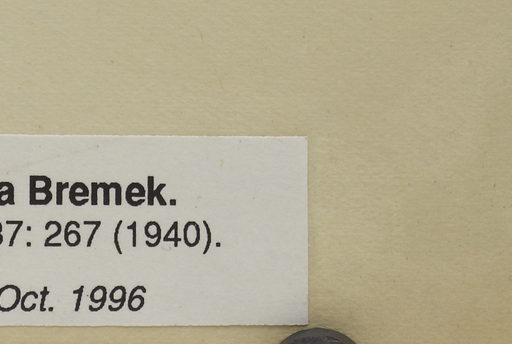 a Bremek.
37: 267 (1940).
Oct. 1996